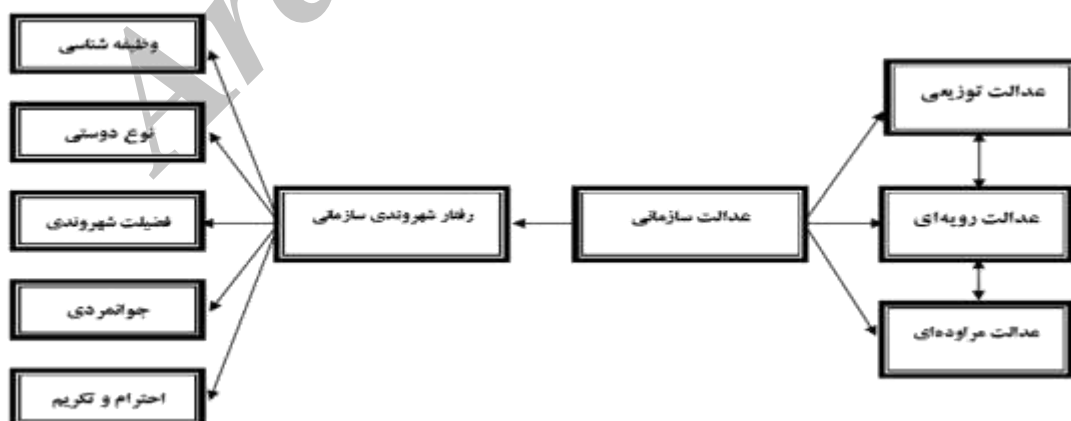 عدالت توزیعی
عدالت رویه‌ای
عدالت مراوده‌ای
عدالت سازمانی
رفتار شهروندی سازمانی
وظیفه شناسی
نوع دوستی
فضیلت شهروندی
جوانمردی
احترام و تکریم